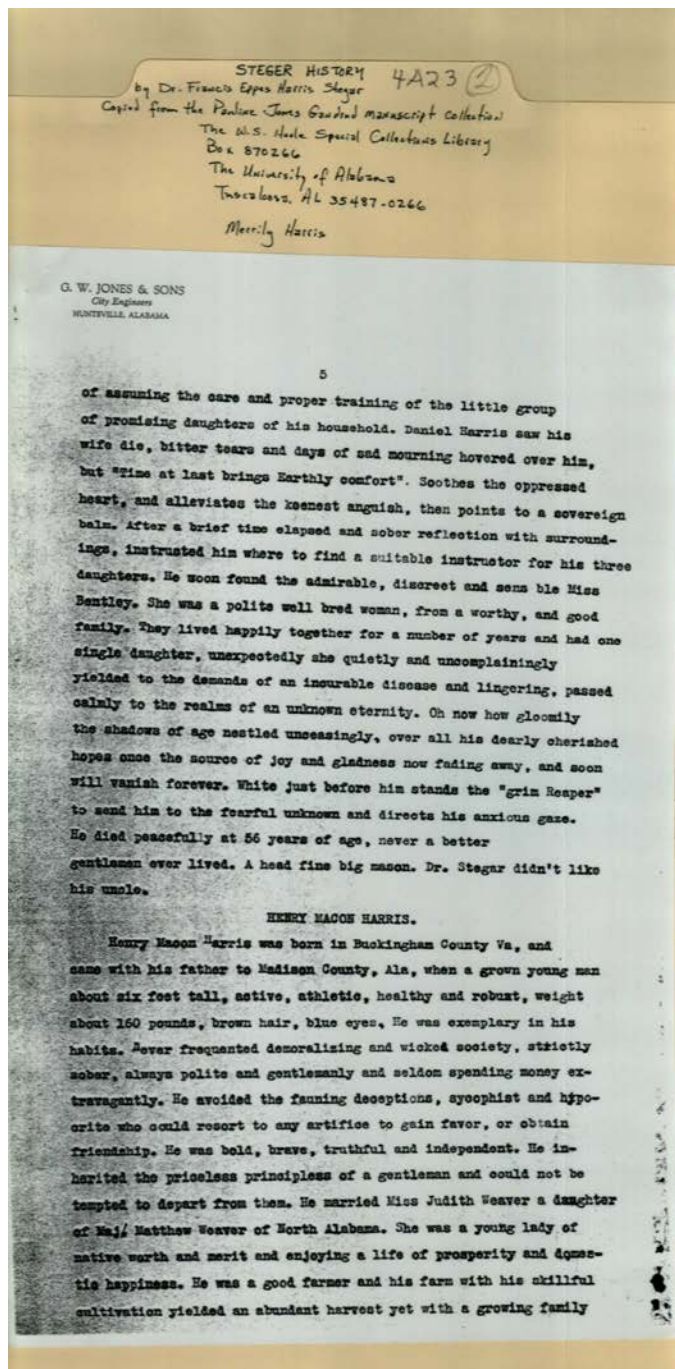 STEGER HISTORY 4A23 2
by Dr. Francis Eppes Harris Stegar
Copied from the Pauline Jones Gandrud manuscript collection
The W.S. Hoole Special Collections Library
Box 870266
The University of Alabama
Tuscaloosa, AL 35487-0266
Merrily Harris
G. W. JONES & SONS
City Engineers
HUNTSVILLE, ALABAMA
5
of assuming the care and proper training of the little group
of promising daughters of his household. Daniel Harris saw his
wife die, bitter tears and days of sad mourning hovered over him,
but "Time at last brings Earthly comfort". Soothes the oppressed
heart, and alleviates the keenest anguish, then points to a sovereign
balm. After a brief time elapsed and sober reflection with surround-
ings, instructed him where to find a suitable instructor for his three
daughters. He soon found the admirable, discreet and sens ble Miss
Bentley. She was a polite well bred woman, from a worthy, and good
family. They lived happily together for a number of years and had one
single daughter, unexpectedly she quietly and uncomplainingly
yielded to the demands of an incurable disease and lingering, passed
calmly to the realms of an unknown eternity. Oh now how gloomily
the shadows of age nestled unceasingly, over all his dearly cherished
hopes once the source of joy and gladness now fading away, and soon
will vanish forever. White just before him stands the "grim Reaper"
to send him to the fearful unknown and directs his anxious gaze.
He died peacefully at 56 years of age, never a better
gentlemen ever lived. A head fine big mason. Dr. Stegar didn't like
his uncle.
HENRY MACON HARRIS.
Henry Macon Harris was born in Buckingham County Va, and
came with his father to Madison County, Ala, when a grown young man
about six feet tall, active, athletic, healthy and robust, weight
about 160 pounds, brown hair, blue eyes, He was exemplary in his
habits. Never frequented demoralizing and wicked society, strictly
sober, always polite and gentlemanly and seldom spending money ex-
travagantly. He avoided the fauning deceptions, sycophist and hypo-
crite who could resort to any artifice to gain favor, or obtain
friendship. He was bold, brave, truthful and independent. He in-
harited the priceless principless of a gentleman and could not be
tempted to depart from them. He married Miss Judith Weaver a daughter
of Maj. Matthew Weaver of North Alabama. She was a young lady of
native worth and merit and enjoying a life of prosperity and domes-
tic happiness. He was a good farmer and his farm with his skillful
cultivation yielded an abundant harvest yet with a growing family